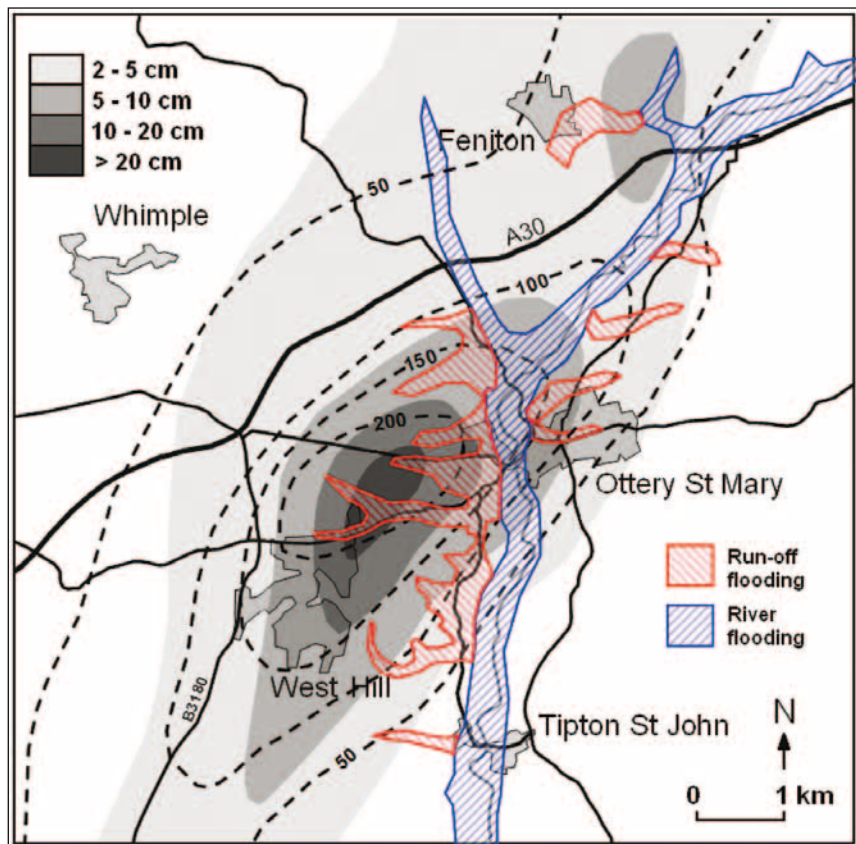 2 - 5 cm
5 - 10 cm
10 - 20 cm
> 20 cm
Feniton
50
Whimple
A30
100
150
200
Ottery St Mary
Run-off
flooding
River
flooding
West Hill
B3180
Tipton St John
N
50
0 1 km